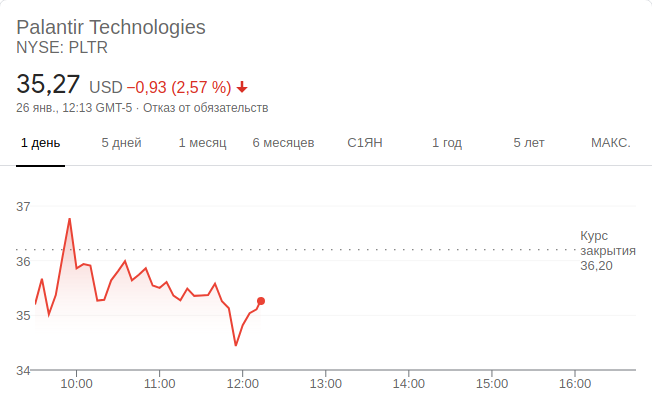 Palantir Technologies
NYSE: PLTR
35,27 USD −0,93 (2,57 %)
26 янв., 12:13 GMT-5 · Отказ от обязательств
1 день 5 дней 1 месяц 6 месяцев С1ЯН 1 год 5 лет МАКС.
37
Курс
закрытия
36,20
36
35
34
10:00 11:00 12:00 13:00 14:00 15:00 16:00